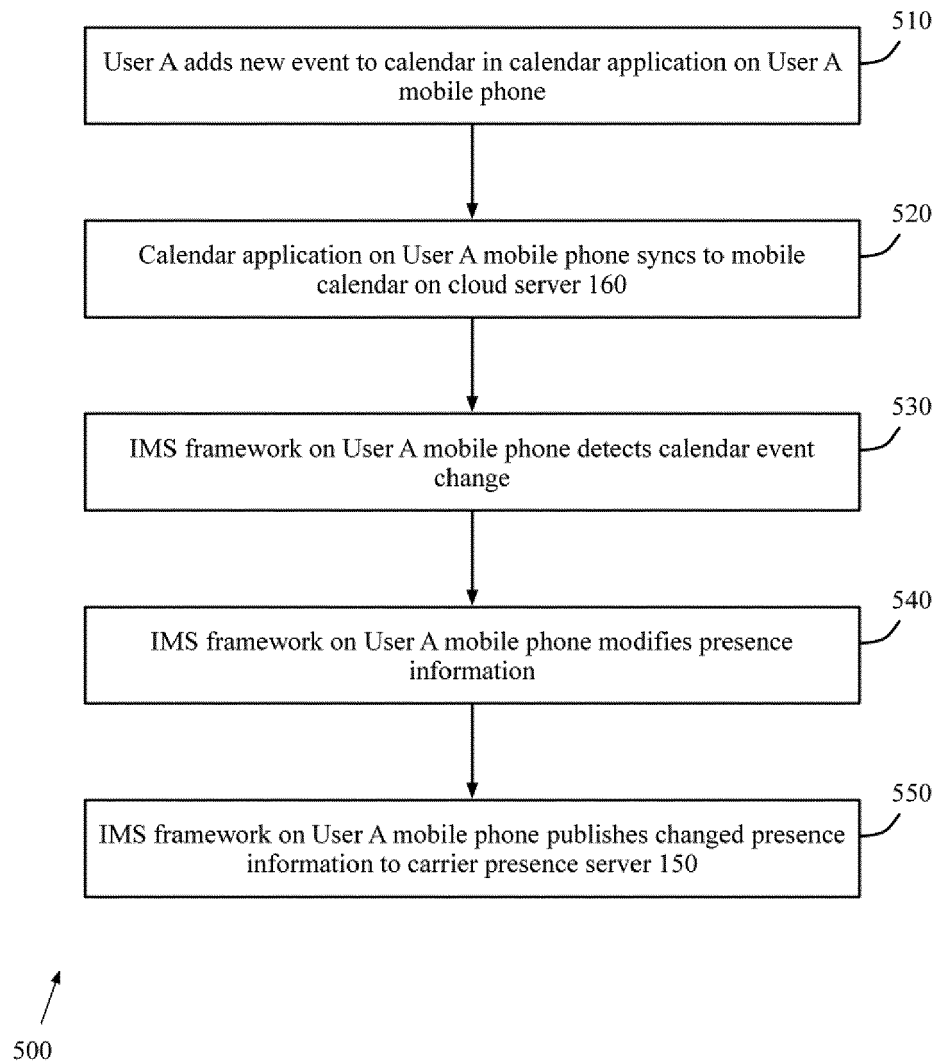 510
User A adds new event to calendar in calendar application on User A
mobile phone
520
Calendar application on User A mobile phone syncs to mobile
calendar on cloud server 160
530
IMS framework on User A mobile phone detects calendar event
change
540
IMS framework on User A mobile phone modifies presence
information
550
IMS framework on User A mobile phone publishes changed presence
information to carrier presence server 150
500